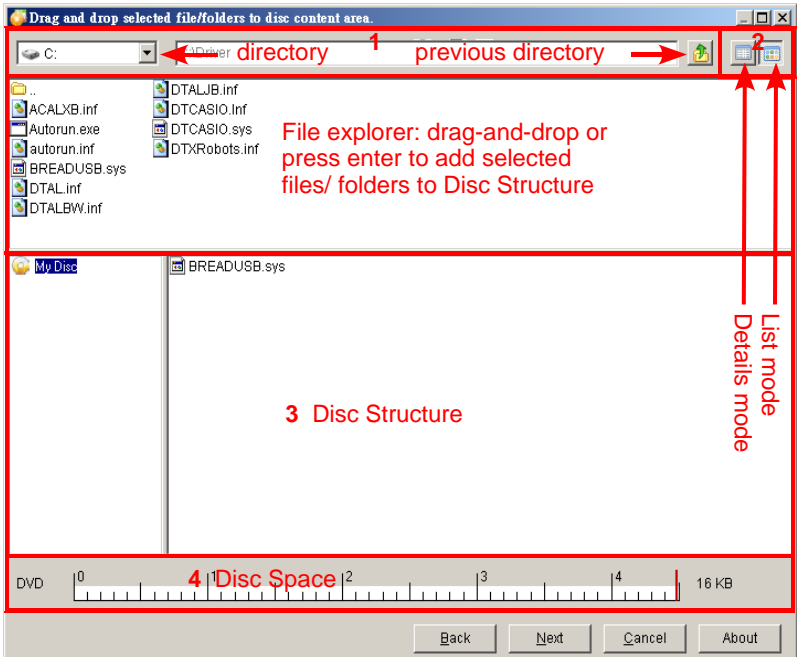 Drag and drop selected file/folders to disc content area.
C:
directory
1
previous directory
2
..
ACALXB.inf
Autorun.exe
autorun.inf
BREADUSB.sys
DTAL.inf
DTALBW.inf
DTALJB.inf
DTCASIO.Inf
DTCASIO.sys
DTXRobots.inf
File explorer: drag-and-drop or
press enter to add selected
files/ folders to Disc Structure
My Disc
BREADUSB.sys
List mode
Details mode
3 Disc Structure
DVD
0
1
2
3
4
4 Disc Space
16 KB
Back
Next
Cancel
About